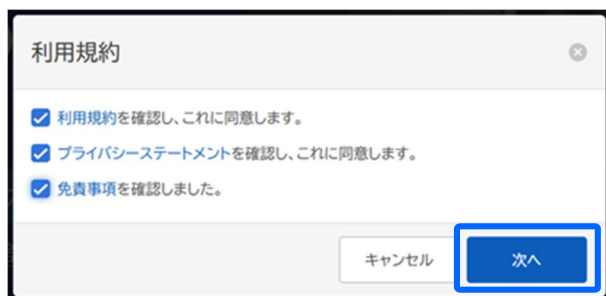 利用規約
利用規約を確認し、これに同意します。
プライバシーステートメントを確認し、これに同意します。
免責事項を確認しました。
キャンセル
次へ